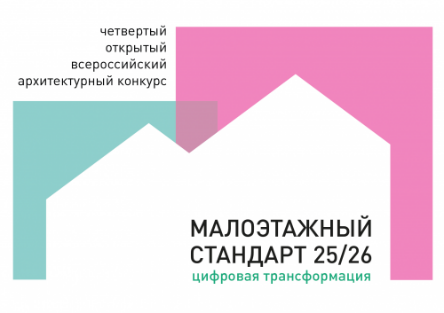 четвертый
открытый
всероссийский
архитектурный конкурс
МАЛОЭТАЖНЫЙ
СТАНДАРТ 25/26
цифровая трансформация